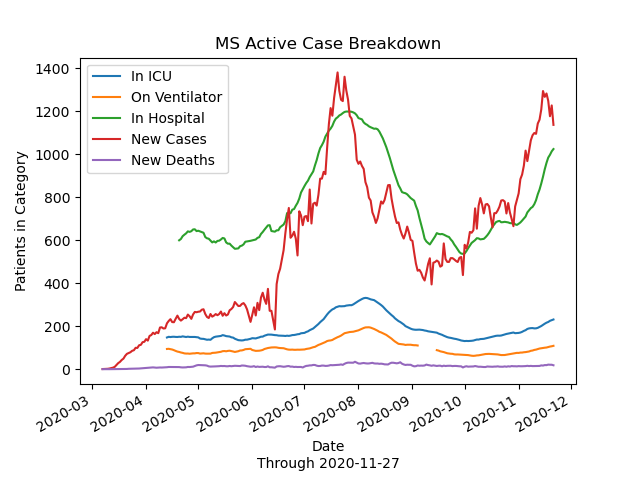 MS Active Case Breakdown
1400
1200
1000
800
600
400
200
0
Patients in Category
In ICU
On Ventilator
In Hospital
New Cases
New Deaths
2020-03
2020-04
2020-05
2020-06
2020-07
2020-08
2020-09
2020-10
2020-11
2020-12
Date
Through 2020-11-27